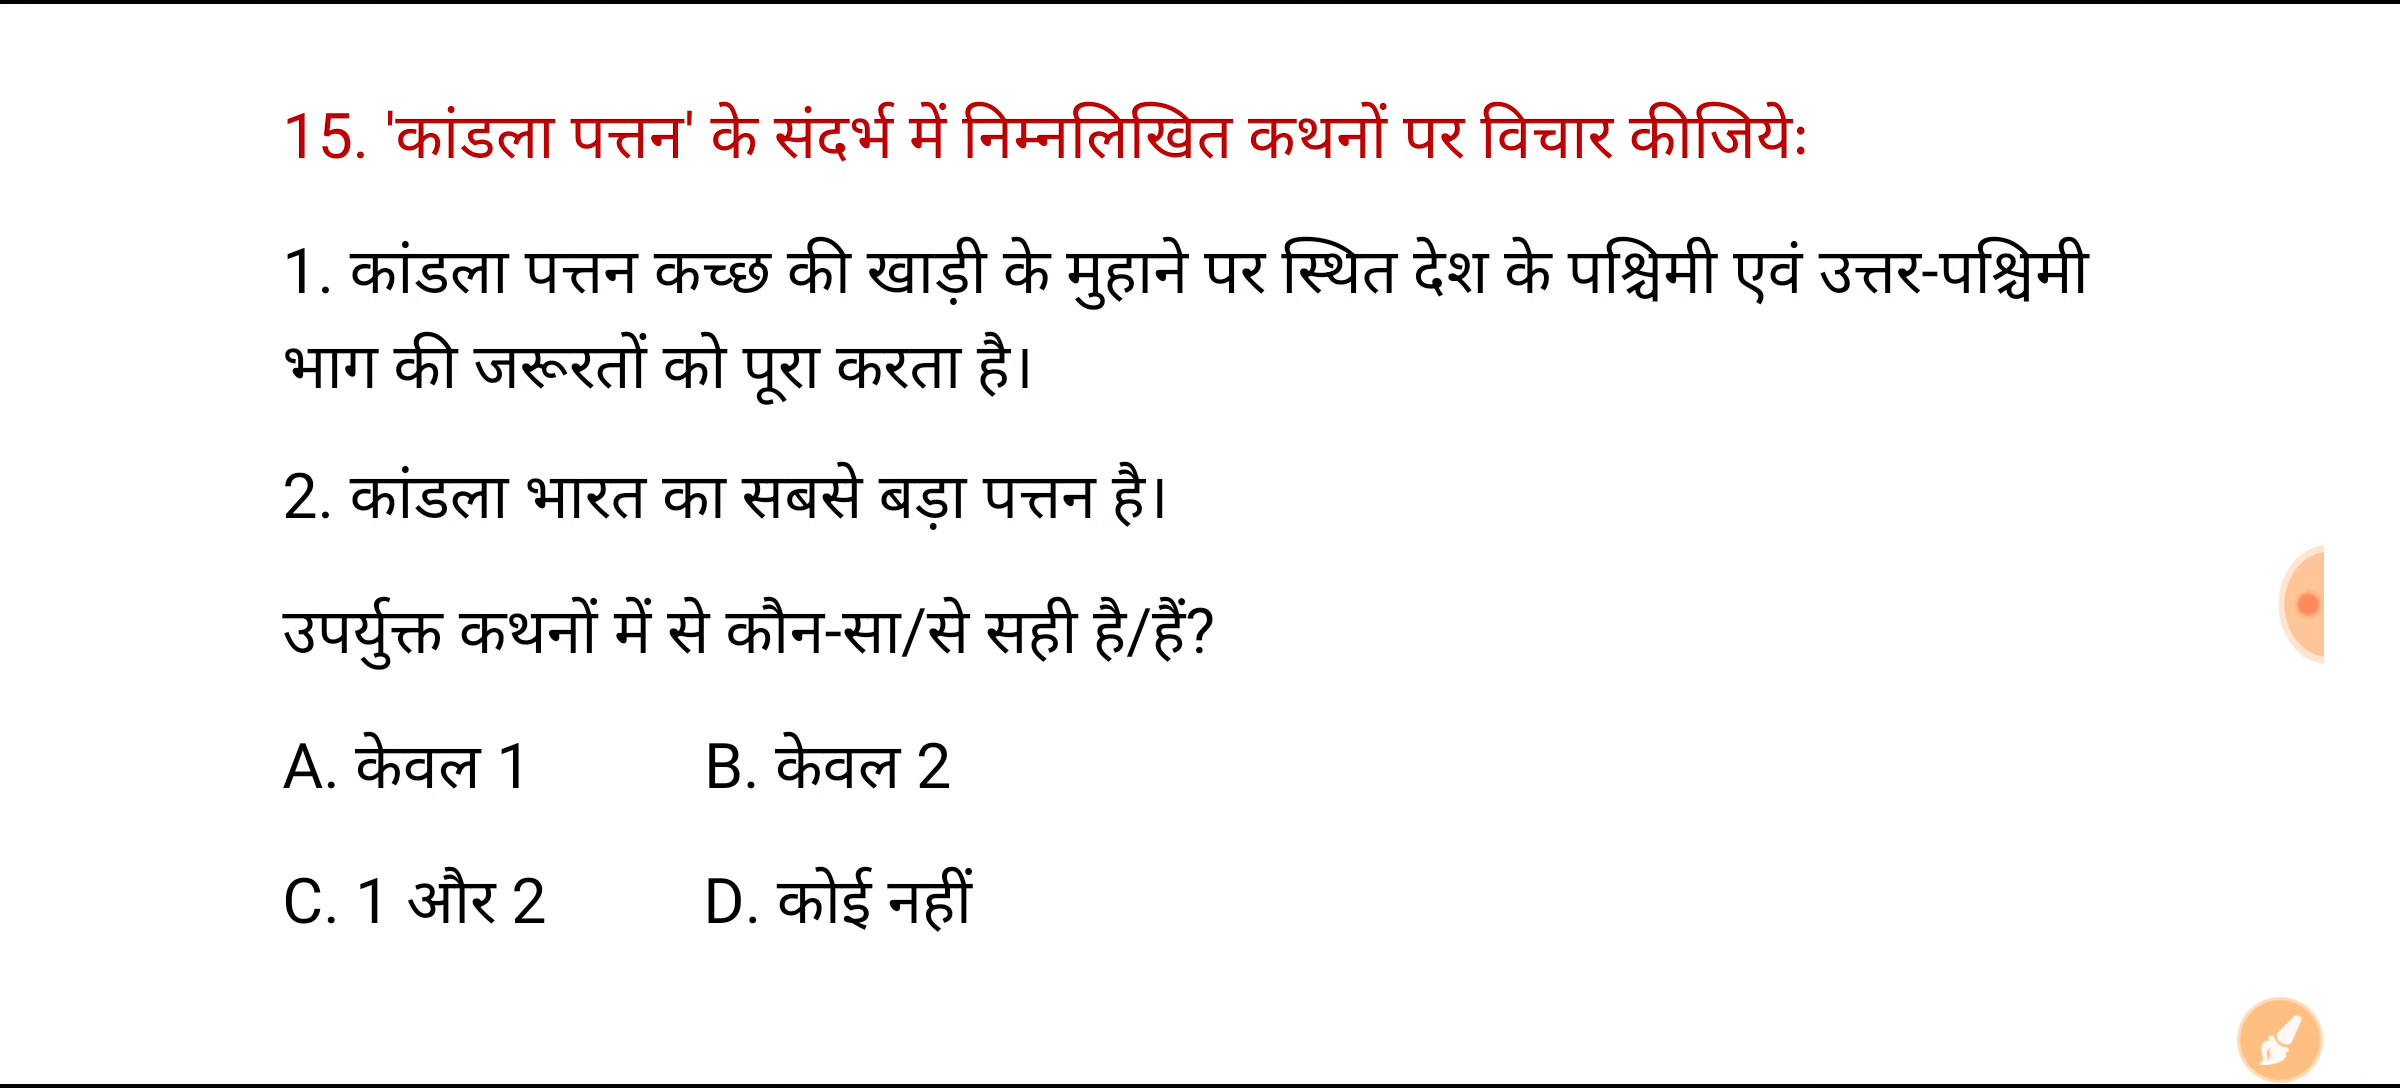 15. 'कांडला पत्तन' के संदर्भ में निम्नलिखित कथनों पर विचार कीजियेः
1. कांडला पत्तन कच्छ की खाड़ी के मुहाने पर स्थित देश के पश्चिमी एवं उत्तर-पश्चिमी
भाग की जरूरतों को पूरा करता है।
2. कांडला भारत का सबसे बड़ा पत्तन है।
उपर्युक्त कथनों में से कौन-सा/से सही है/हैं?
A. केवल 1 B. केवल 2
C. 1 और 2 D. कोई नहीं